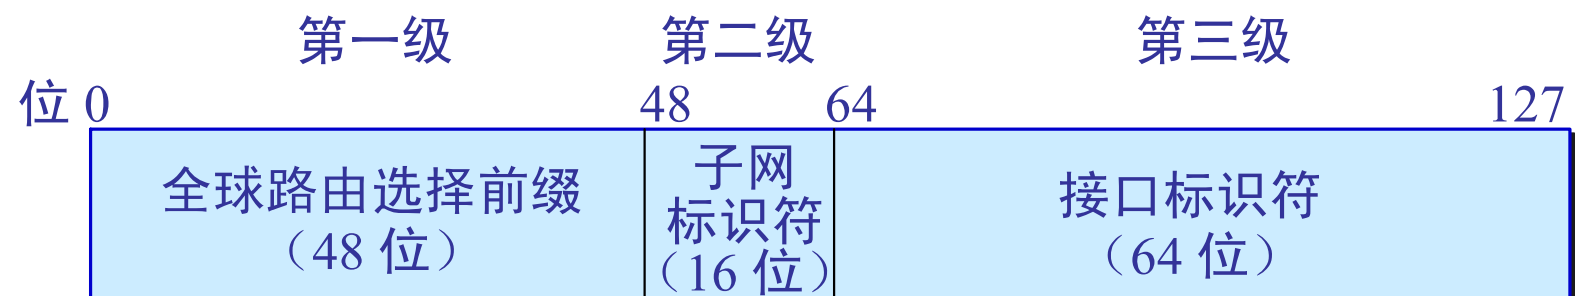 第一级 第二级 第三级
位 0 48 64 127
全球路由选择前缀
（48 位）
子网
标识符
（16 位）
接口标识符
（64 位）